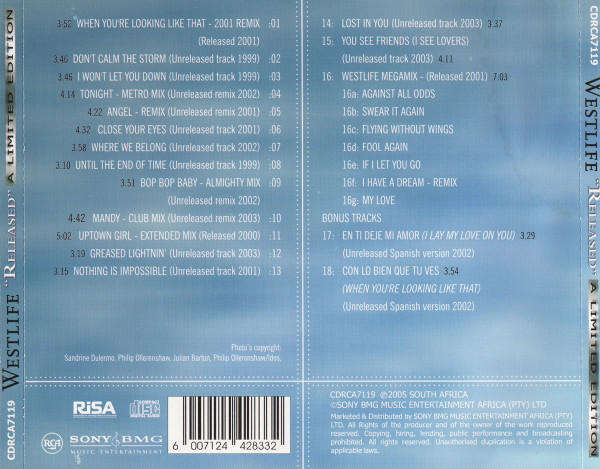 CDRCA7119 WESTLIFE "RELEASED" A LIMITED EDITION
3.52 WHEN YOU'RE LOOKING LIKE THAT - 2001 REMIX :01
(Released 2001)
3.46 DON'T CALM THE STORM (Unreleased track 1999) :02
3.45 I WON'T LET YOU DOWN (Unreleased track 1999) :03
4.14 TONIGHT - METRO MIX (Unreleased remix 2002) :04
4.22 ANGEL - REMIX (Unreleased track 2001) :05
4.32 CLOSE YOUR EYES (Unreleased track 2001) :06
3.58 WHERE WE BELONG (Unreleased track 2002) :07
3.10 UNTIL THE END OF TIME (Unreleased track 1999) :08
3.51 BOP BOP BABY - ALMIGHTY MIX :09
(Unreleased remix 2002)
4.42 MANDY - CLUB MIX (Unreleased remix 2003) :10
5.02 UPTOWN GIRL - EXTENDED MIX (Released 2000) :11
3.19 GREASED LIGHTNIN' (Unreleased track 2003) :12
3.15 NOTHING IS IMPOSSIBLE (Unreleased track 2001) :13
Photo's copyright:
Sandrine Dulermo, Philip Ollerenshaw, Julian Barton, Philip Ollerenshaw/Idols.
RiSA
COMPACT
disc
DIGITAL AUDIO
RCA
SONY BMG
MUSIC ENTERTAINMENT
6 007124 428332
14: LOST IN YOU (Unreleased track 2003) 3.37
15: YOU SEE FRIENDS (I SEE LOVERS)
(Unreleased track 2003) 4.11
16: WESTLIFE MEGAMIX - (Released 2001) 7:03
16a: AGAINST ALL ODDS
16b: SWEAR IT AGAIN
16c: FLYING WITHOUT WINGS
16d: FOOL AGAIN
16e: IF I LET YOU GO
16f: I HAVE A DREAM - REMIX
16g: MY LOVE
BONUS TRACKS
17: EN TI DEJE MI AMOR (I LAY MY LOVE ON YOU) 3.29
(Unreleased Spanish version 2002)
18: CON LO BIEN QUE TU VES 3.54
(WHEN YOU'RE LOOKING LIKE THAT)
(Unreleased Spanish version 2002)
CDRCA7119 ℗2005 SOUTH AFRICA
©SONY BMG MUSIC ENTERTAINMENT AFRICA (PTY) LTD
Marketed & Distributed by SONY BMG MUSIC ENTERTAINMENT AFRICA (PTY)
LTD. All Rights of the producer and of the owner of the work reproduced
reserved. Copying, hiring, lending, public performance and broadcasting
prohibited. All rights reserved. Unauthorised duplication is a violation of
applicable laws.
CDRCA7119 WESTLIFE "RELEASED" A LIMITED EDITION